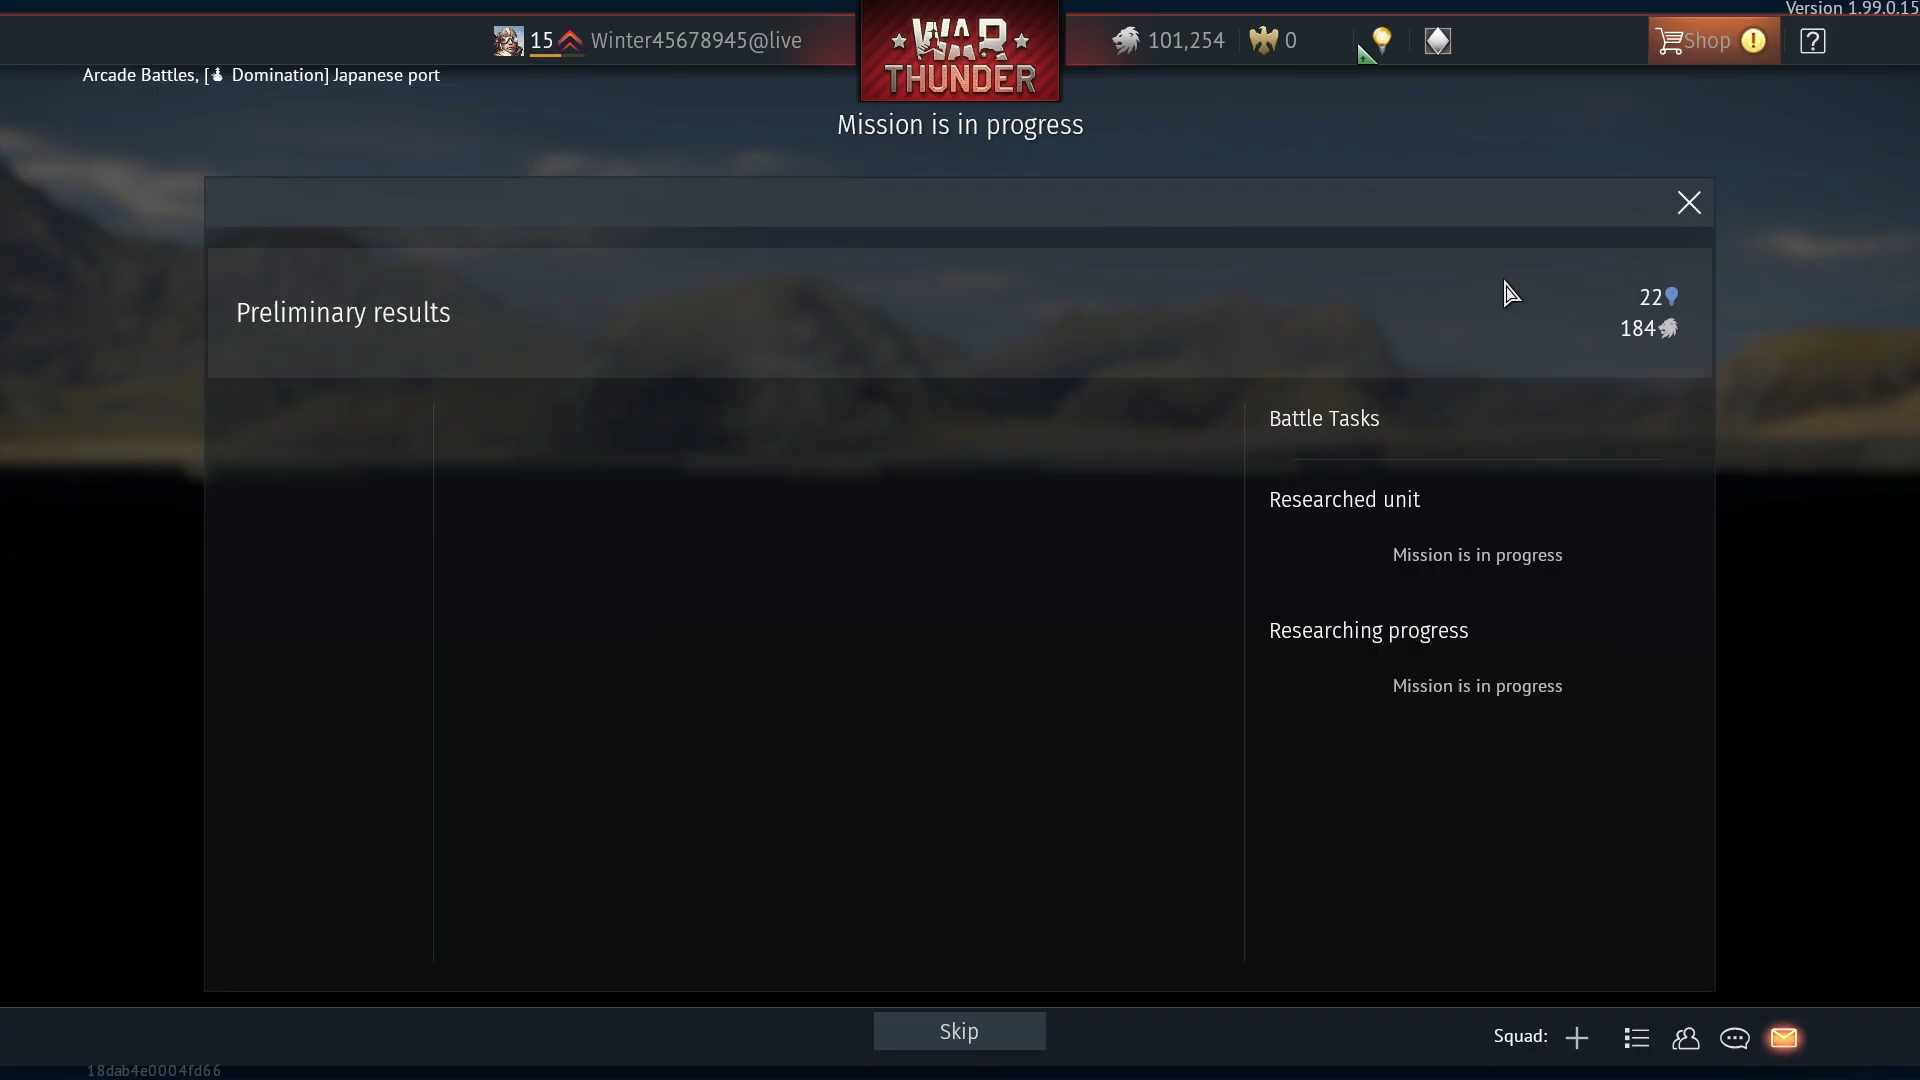 Version 1.99.0.15
15 Winter45678945@live
WAR THUNDER
101,254
0
Shop
Arcade Battles, [♟ Domination] Japanese port
Mission is in progress
Preliminary results
22
184
Battle Tasks
Researched unit
Mission is in progress
Researching progress
Mission is in progress
Skip
Squad:
18dab4e0004fd66